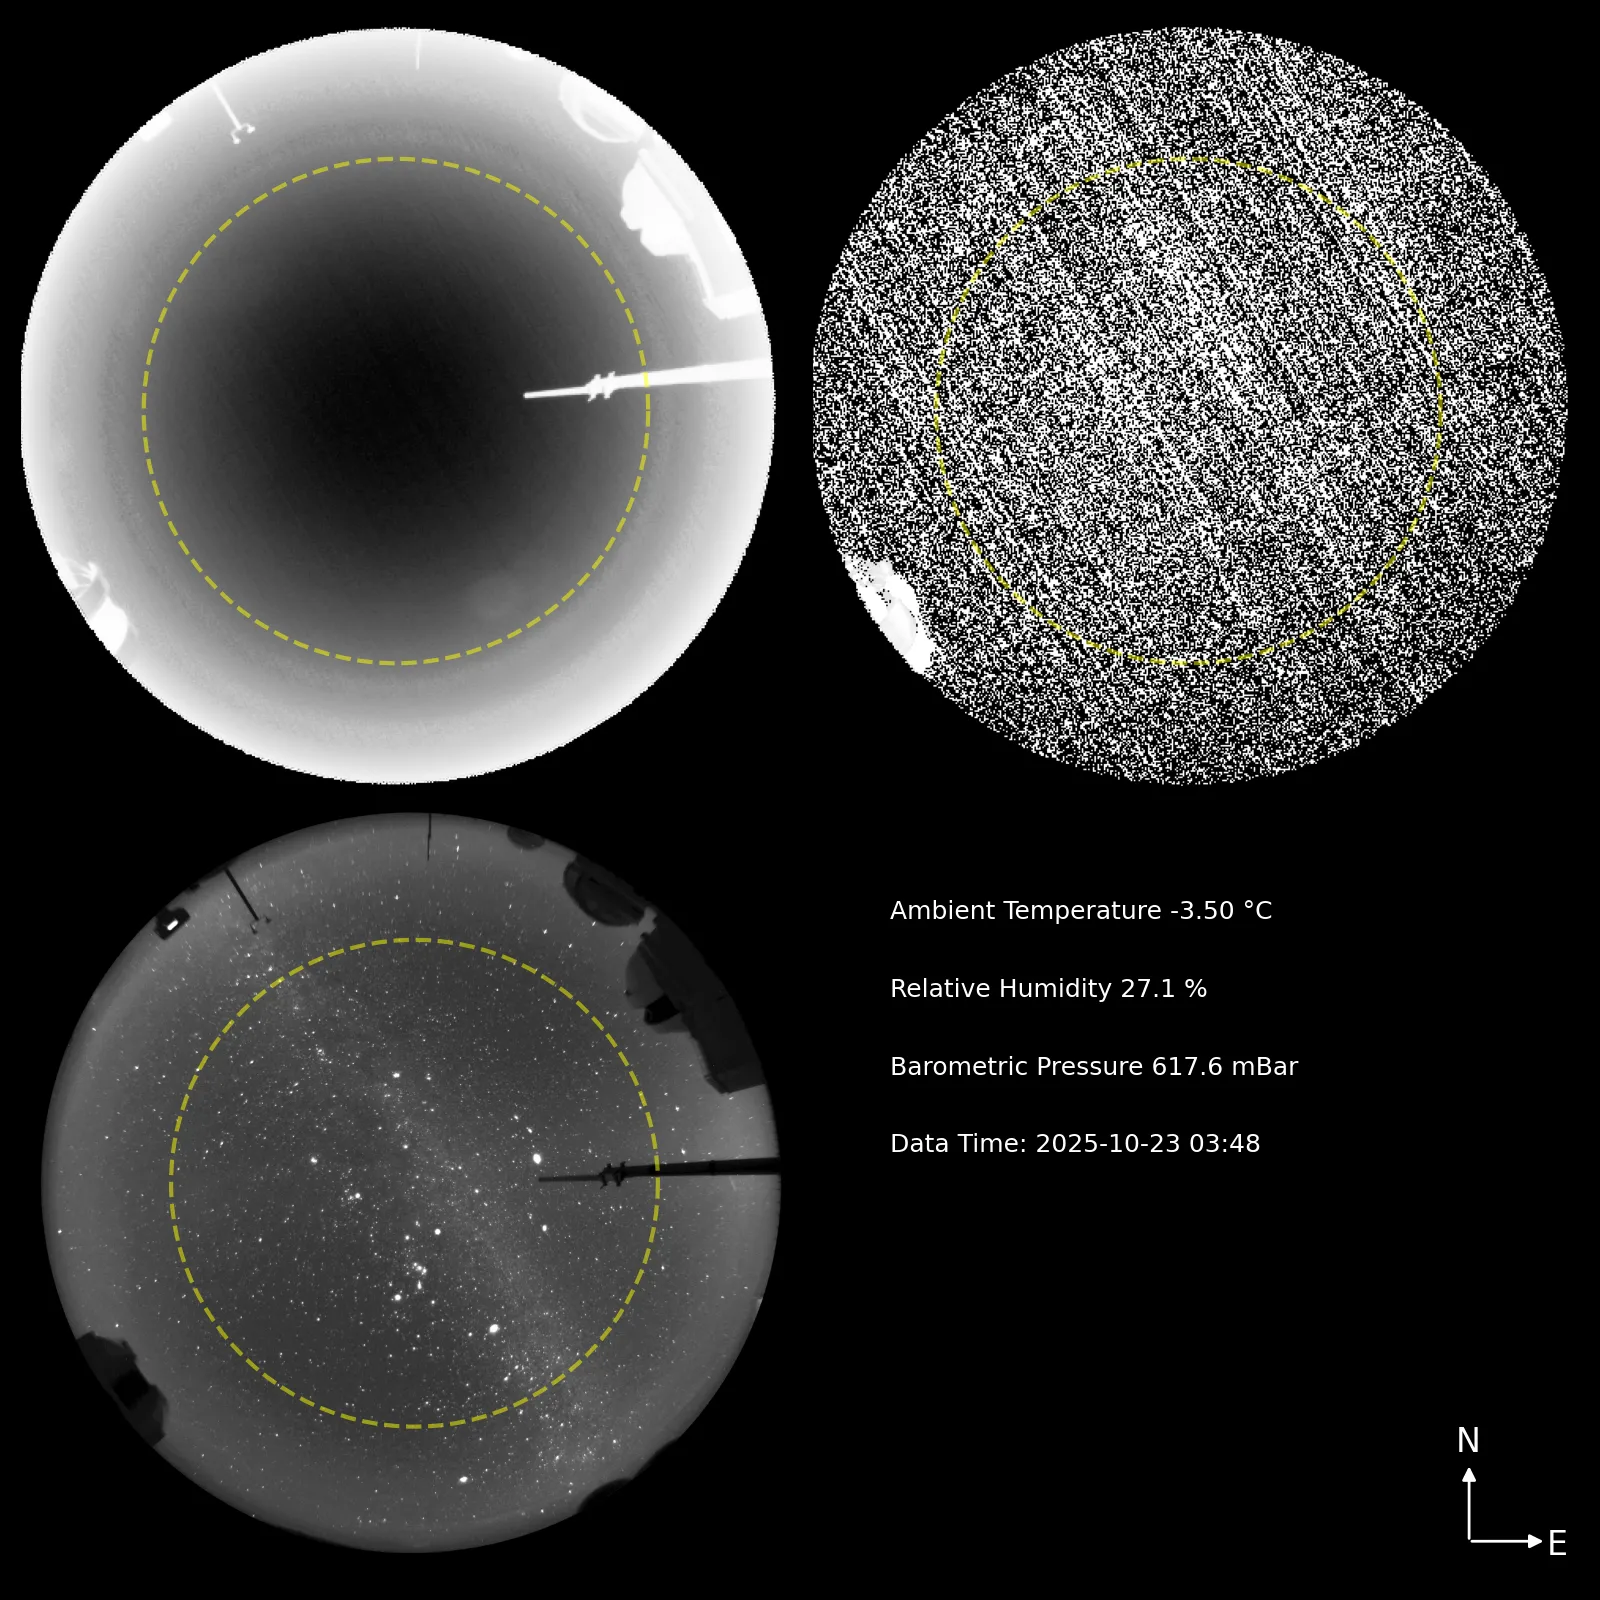 Ambient Temperature -3.50 °C
Relative Humidity 27.1 %
Barometric Pressure 617.6 mBar
Data Time: 2025-10-23 03:48
N
E